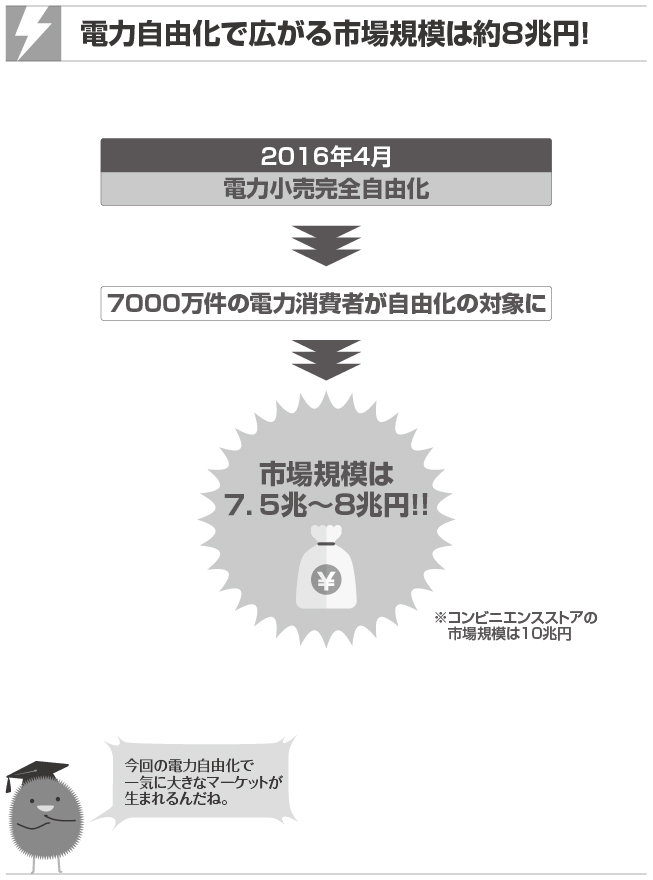 電力自由化で広がる市場規模は約8兆円!
2016年4月
電力小売完全自由化
7000万件の電力消費者が自由化の対象に
市場規模は
7.5兆〜8兆円!!
¥
※コンビニエンスストアの
市場規模は10兆円
今回の電力自由化で
一気に大きなマーケットが
生まれるんだね。